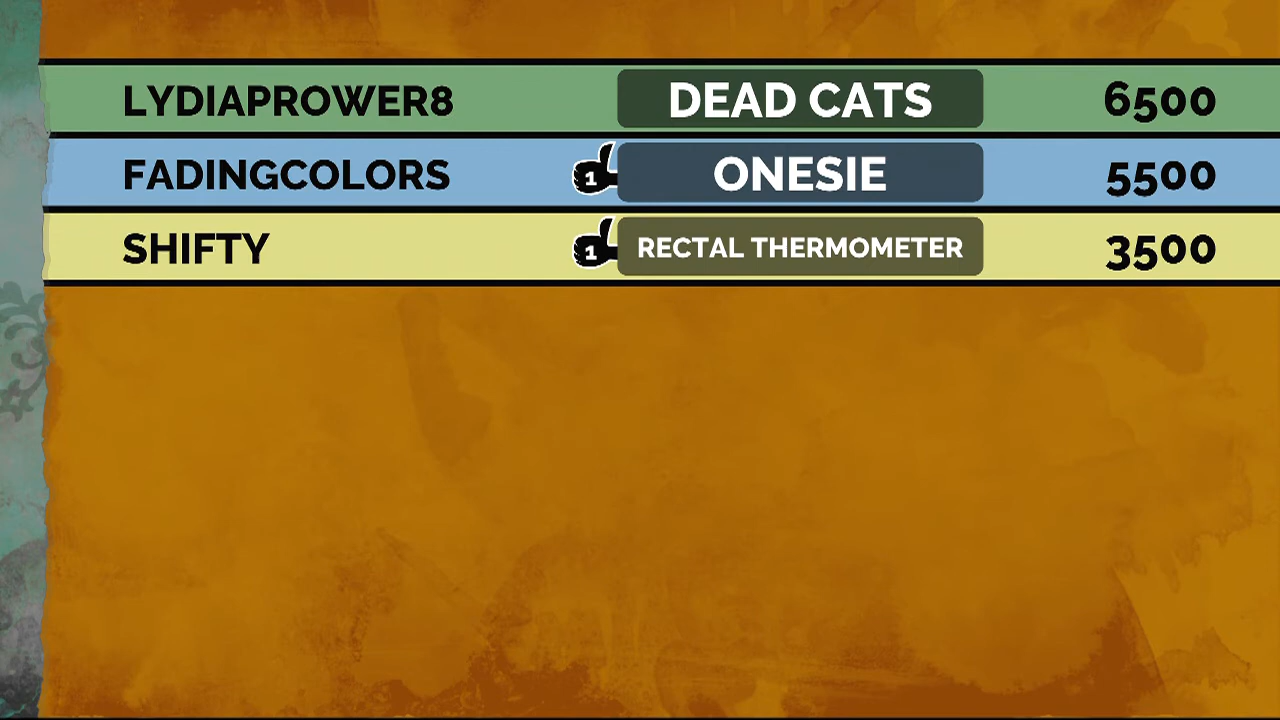 LYDIAPROWER8 DEAD CATS 6500
FADINGCOLORS 1 ONESIE 5500
SHIFTY 1 RECTAL THERMOMETER 3500